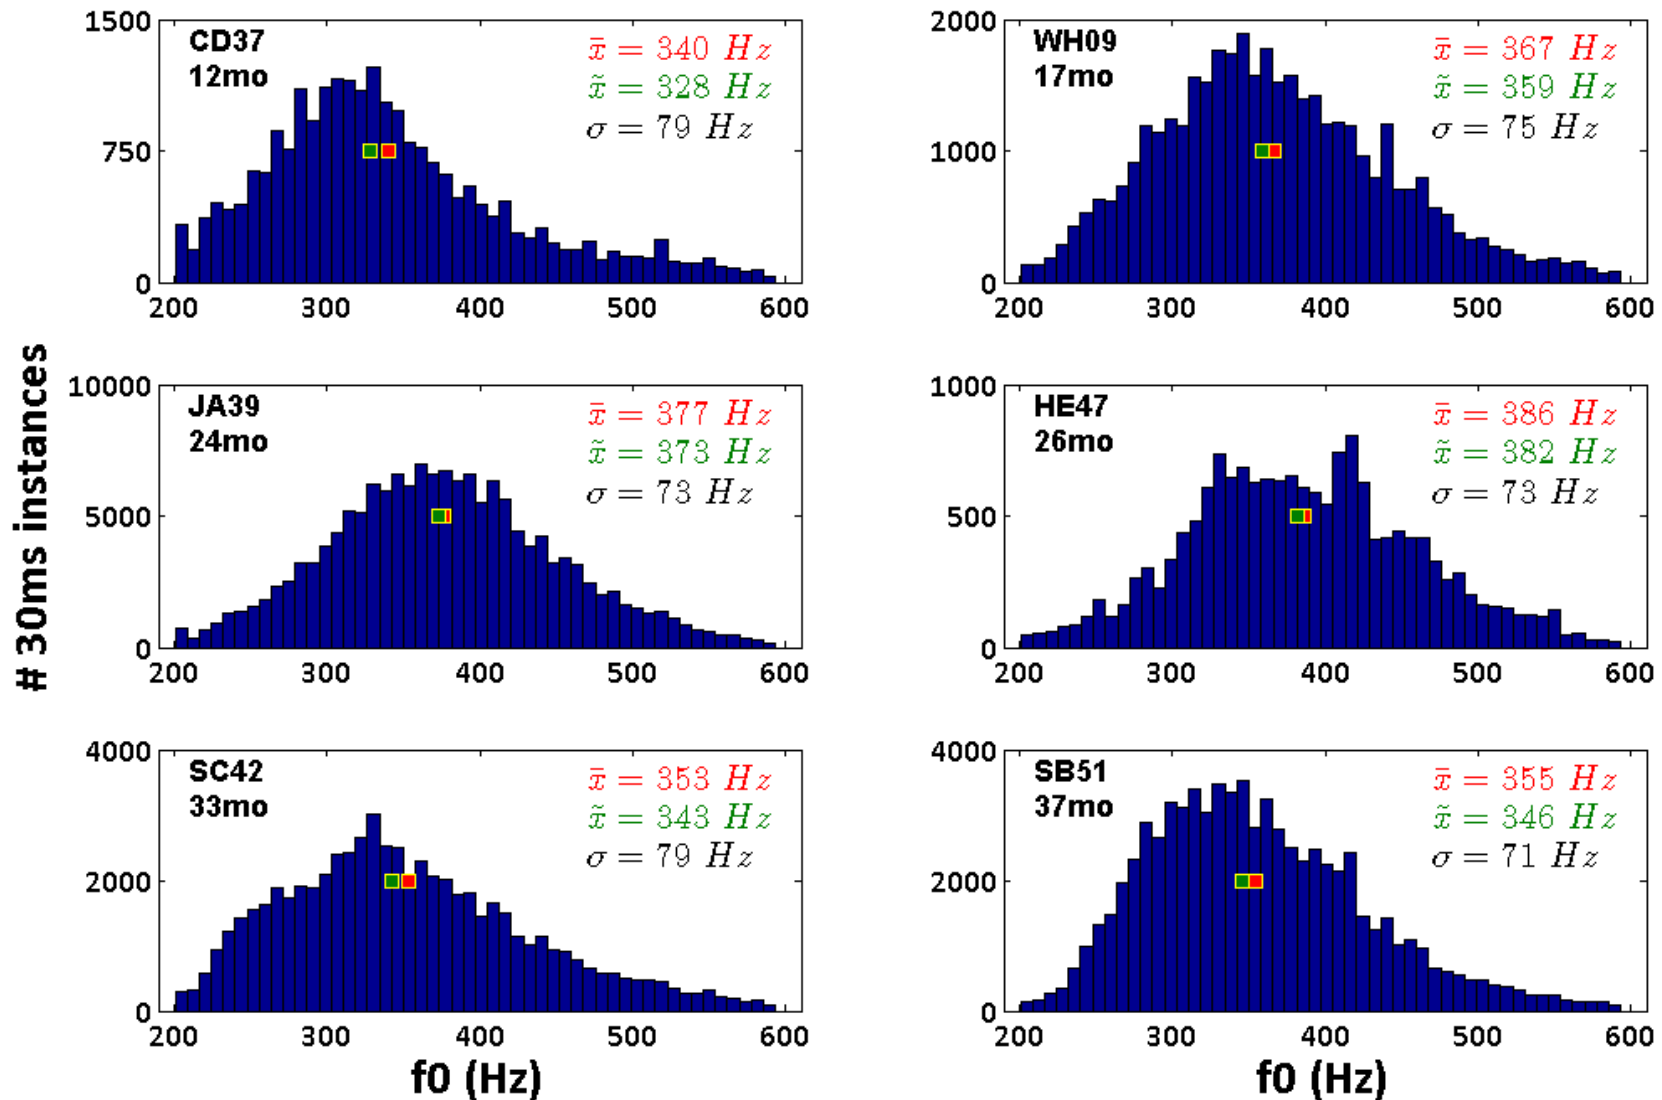 # 30ms instances
CD37
12mo
x̄ = 340 Hz
x̃ = 328 Hz
σ = 79 Hz
1500
750
0
200 300 400 500 600
WH09
17mo
x̄ = 367 Hz
x̃ = 359 Hz
σ = 75 Hz
2000
1000
0
200 300 400 500 600
JA39
24mo
x̄ = 377 Hz
x̃ = 373 Hz
σ = 73 Hz
10000
5000
0
200 300 400 500 600
HE47
26mo
x̄ = 386 Hz
x̃ = 382 Hz
σ = 73 Hz
1000
500
0
200 300 400 500 600
SC42
33mo
x̄ = 353 Hz
x̃ = 343 Hz
σ = 79 Hz
4000
2000
0
200 300 400 500 600
f0 (Hz)
SB51
37mo
x̄ = 355 Hz
x̃ = 346 Hz
σ = 71 Hz
4000
2000
0
200 300 400 500 600
f0 (Hz)